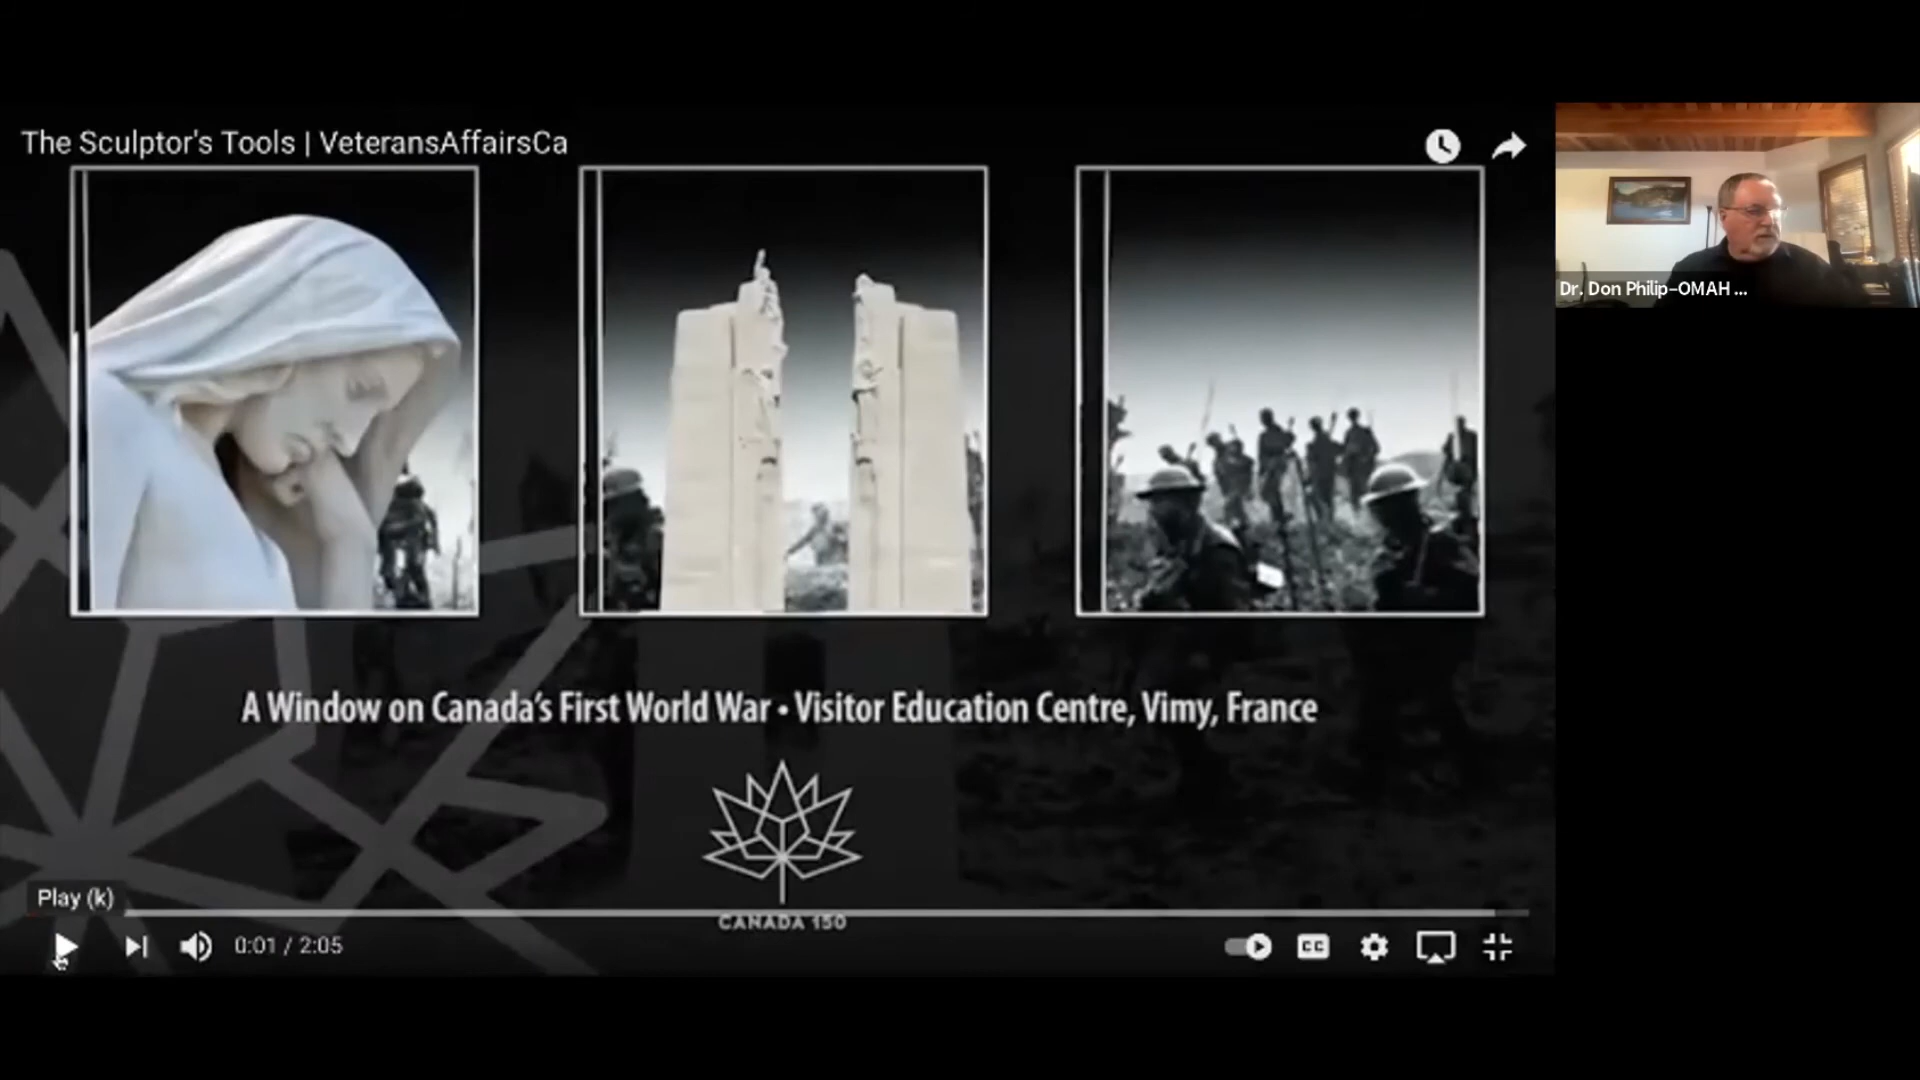 The Sculptor's Tools | VeteransAffairsCa
Dr. Don Philip-OMAH ...
A Window on Canada's First World War • Visitor Education Centre, Vimy, France
CANADA 150
Play (k)
0:01 / 2:05
CC